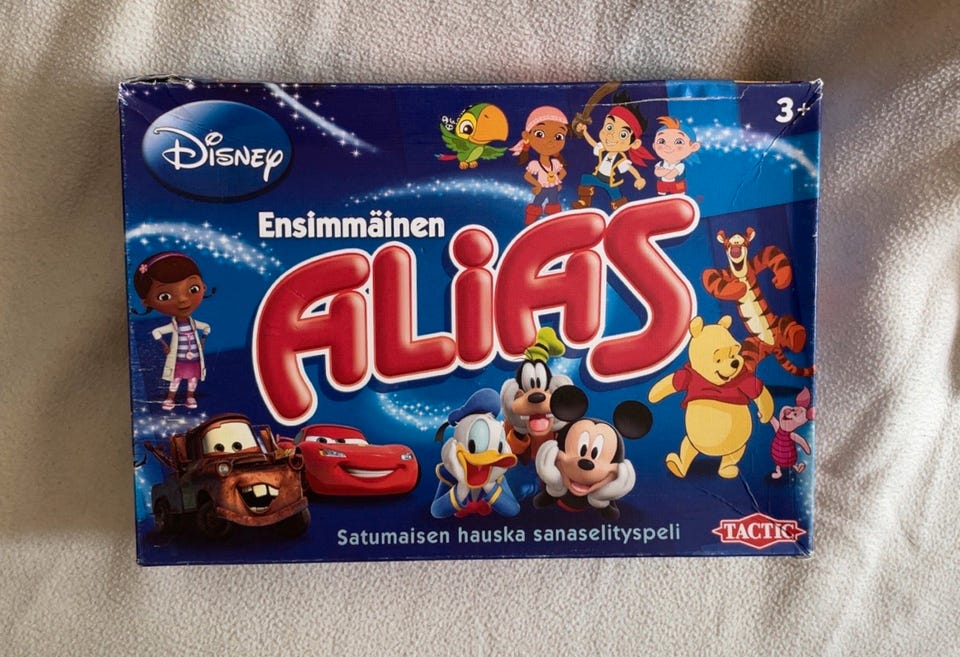 Disney
3+
Ensimmäinen
ALiAS
Satumaisen hauska sanaselityspeli
TACTIC